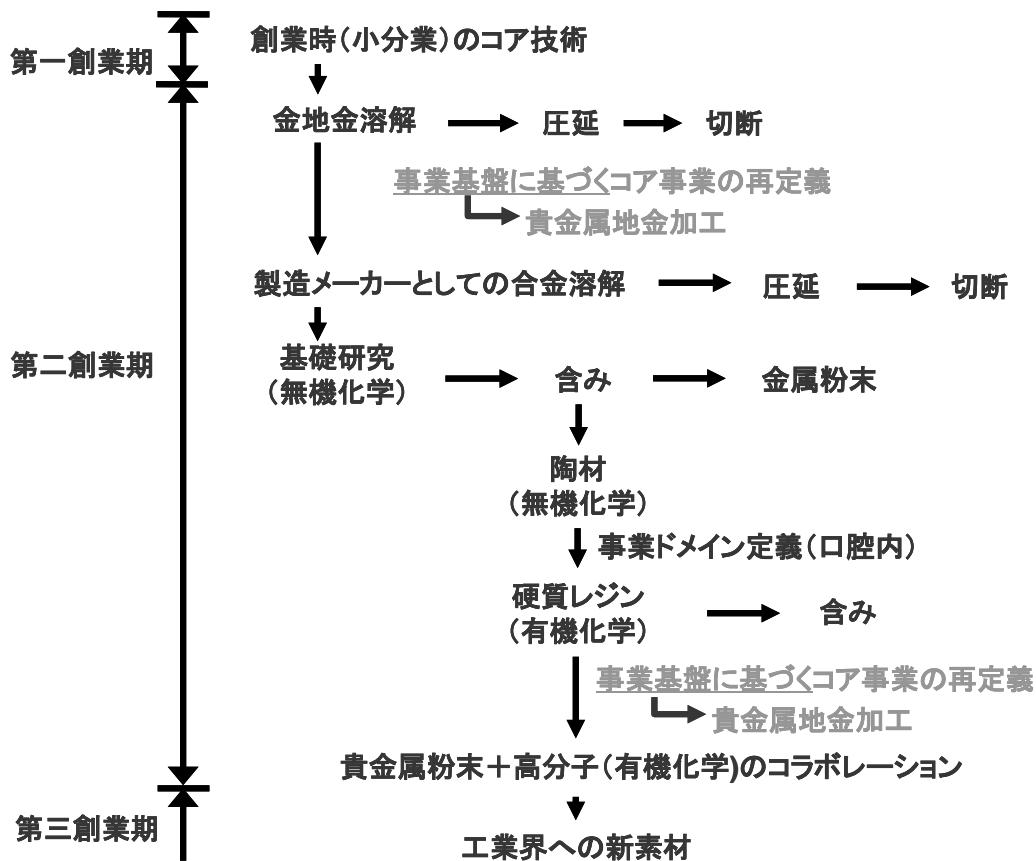 創業時(小分業)のコア技術
第一創業期
金地金溶解
圧延
切断
事業基盤に基づくコア事業の再定義
貴金属地金加工
製造メーカーとしての合金溶解
圧延
切断
第二創業期
基礎研究
(無機化学)
含み
金属粉末
陶材
(無機化学)
事業ドメイン定義(口腔内)
硬質レジン
(有機化学)
含み
事業基盤に基づくコア事業の再定義
貴金属地金加工
貴金属粉末+高分子(有機化学)のコラボレーション
第三創業期
工業界への新素材